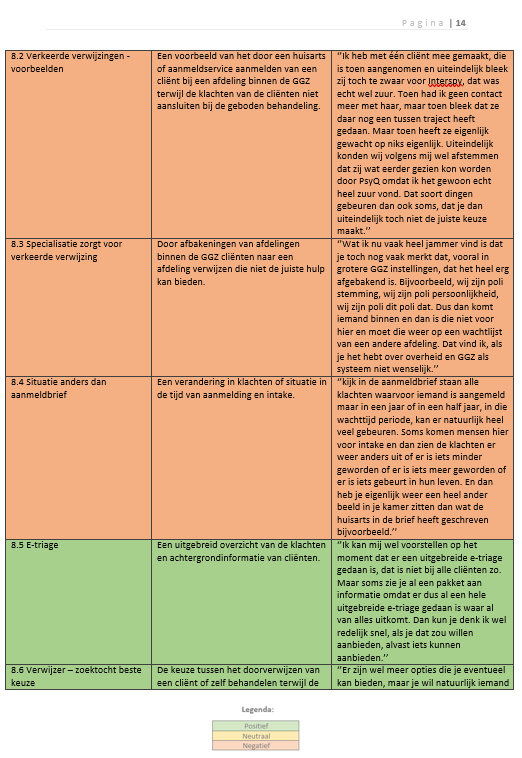 Pagina | 14
8.2 Verkeerde verwijzingen -
voorbeelden
Een voorbeeld van het door een huisarts
of aanmeldservice aanmelden van een
cliënt bij een afdeling binnen de GGZ
terwijl de klachten van de cliënten niet
aansluiten bij de geboden behandeling.
‘’Ik heb met één cliënt mee gemaakt, die
is toen aangenomen en uiteindelijk bleek
zij toch te zwaar voor Interspy, dat was
echt wel zuur. Toen had ik geen contact
meer met haar, maar toen bleek dat ze
daar nog een tussen traject heeft
gedaan. Maar toen heeft ze eigenlijk
gewacht op niks eigenlijk. Uiteindelijk
konden wij volgens mij wel afstemmen
dat zij wat eerder gezien kon worden
door PsyQ omdat ik het gewoon echt
heel zuur vond. Dat soort dingen
gebeuren dan ook soms, dat je dan
uiteindelijk toch niet de juiste keuze
maakt.’’
8.3 Specialisatie zorgt voor
verkeerde verwijzing
Door afbakeningen van afdelingen
binnen de GGZ cliënten naar een
afdeling verwijzen die niet de juiste hulp
kan bieden.
‘’Wat ik nu vaak heel jammer vind is dat
je toch nog vaak merkt dat, vooral in
grotere GGZ instellingen, dat het heel erg
afgebakend is. Bijvoorbeeld, wij zijn poli
stemming, wij zijn poli persoonlijkheid,
wij zijn poli dit poli dat. Dus dan komt
iemand binnen en dan is die niet voor
hier en moet die weer op een wachtlijst
van een andere afdeling. Dat vind ik, als
je het hebt over overheid en GGZ als
systeem niet wenselijk.’’
8.4 Situatie anders dan
aanmeldbrief
Een verandering in klachten of situatie in
de tijd van aanmelding en intake.
‘’kijk in de aanmeldbrief staan alle
klachten waarvoor iemand is aangemeld
maar in een jaar of in een half jaar, in die
wachttijd periode, kan er natuurlijk heel
veel gebeuren. Soms komen mensen hier
voor intake en dan zien de klachten er
weer anders uit of er is iets minder
geworden of er is iets meer geworden of
er is iets gebeurt in hun leven. En dan
heb je eigenlijk weer een heel ander
beeld in je kamer zitten dan wat de
huisarts in de brief heeft geschreven
bijvoorbeeld.’’
8.5 E-triage
Een uitgebreid overzicht van de klachten
en achtergrondinformatie van cliënten.
‘’Ik kan mij wel voorstellen op het
moment dat er een uitgebreide e-triage
gedaan is, dat is niet bij alle cliënten zo.
Maar soms zie je al een pakket aan
informatie omdat er dus al een hele
uitgebreide e-triage gedaan is waar al
van alles uitkomt. Dan kun je denk ik wel
redelijk snel, als je dat zou willen
aanbieden, alvast iets kunnen
aanbieden.’’
8.6 Verwijzer – zoektocht beste
keuze
De keuze tussen het doorverwijzen van
een cliënt of zelf behandelen terwijl de
‘’Er zijn wel meer opties die je eventueel
kan bieden, maar je wil natuurlijk iemand
Legenda:
Positief
Neutraal
Negatief